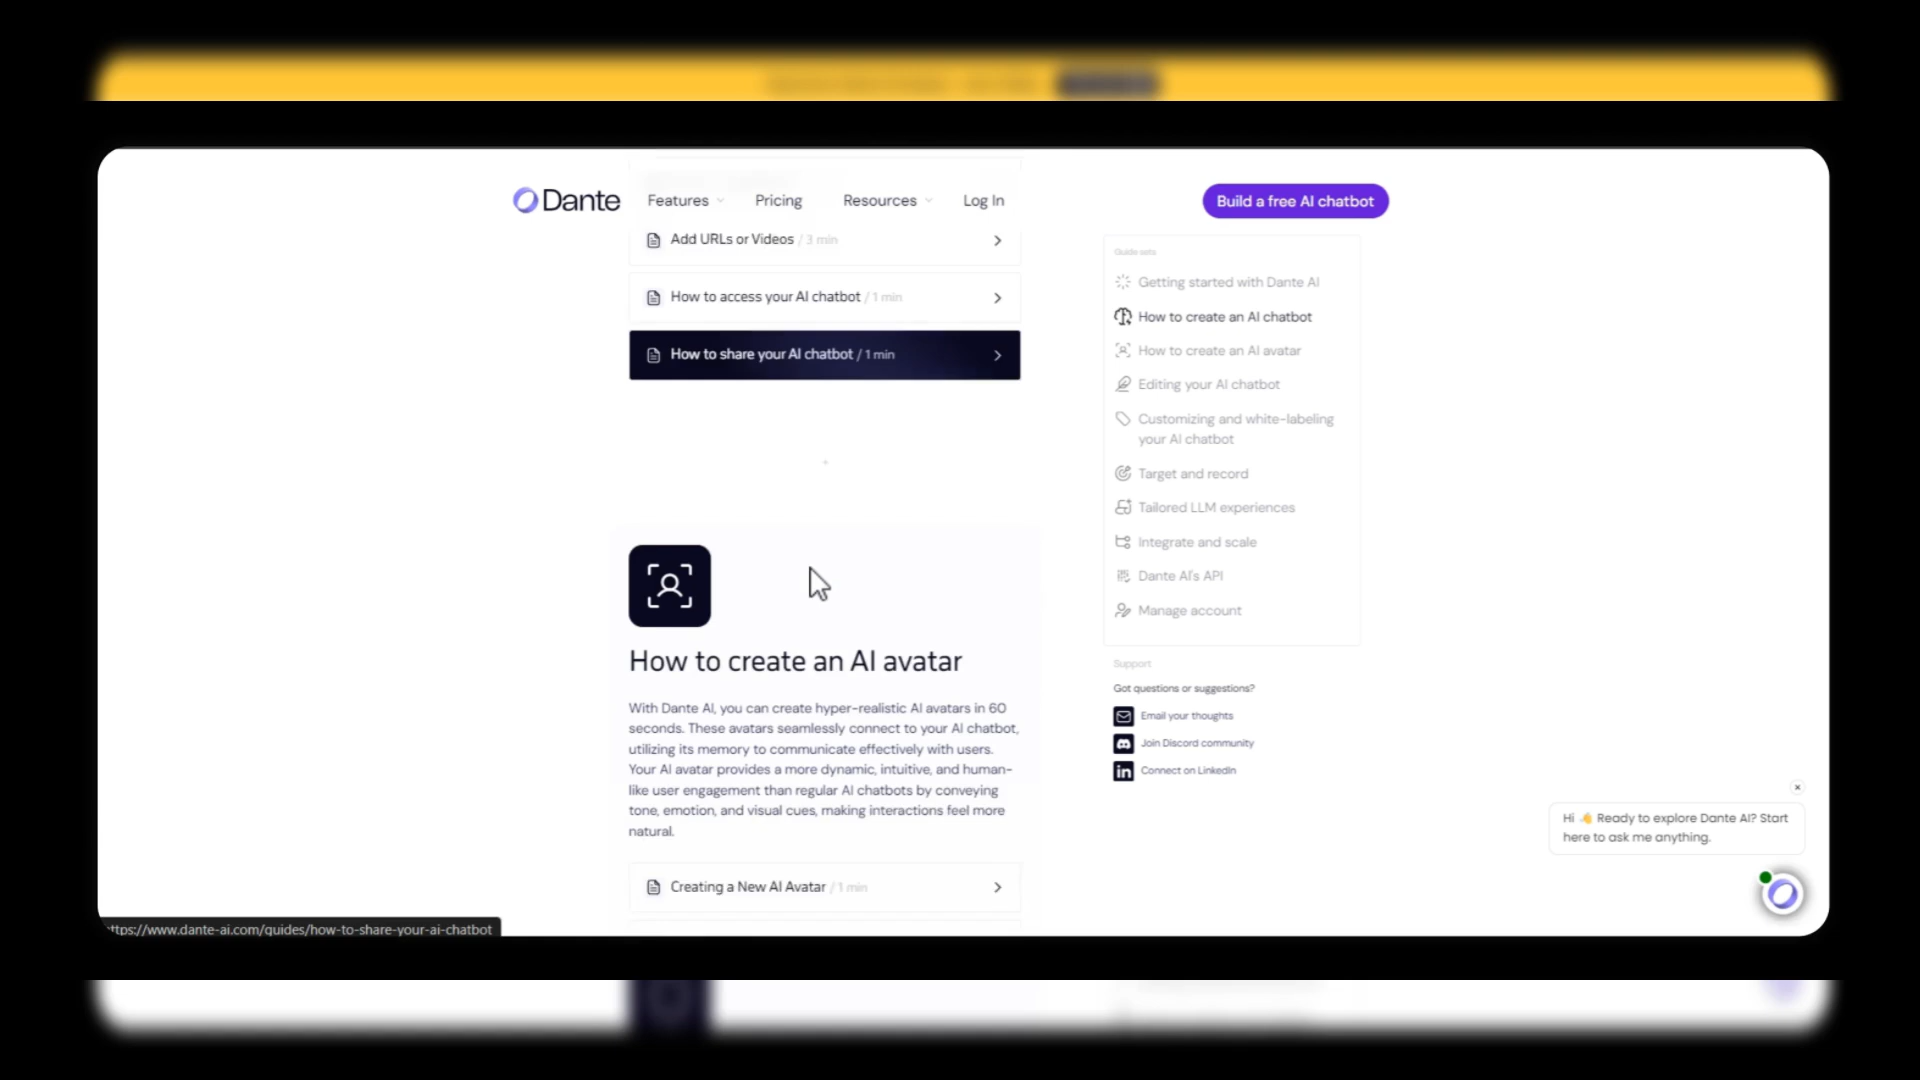 Dante
Features
Pricing
Resources
Log In
Build a free AI chatbot
Add URLs or Videos / 3 min
How to access your AI chatbot / 1 min
How to share your AI chatbot / 1 min
How to create an AI avatar
With Dante AI, you can create hyper-realistic AI avatars in 60
seconds. These avatars seamlessly connect to your AI chatbot,
utilizing its memory to communicate effectively with users.
Your AI avatar provides a more dynamic, intuitive, and human-
like user engagement than regular AI chatbots by conveying
tone, emotion, and visual cues, making interactions feel more
natural.
Creating a New AI Avatar / 1 min
Guide sets
Getting started with Dante AI
How to create an AI chatbot
How to create an AI avatar
Editing your AI chatbot
Customizing and white-labeling
your AI chatbot
Target and record
Tailored LLM experiences
Integrate and scale
Dante AI's API
Manage account
Support
Got questions or suggestions?
Email your thoughts
Join Discord community
Connect on LinkedIn
Hi 👋 Ready to explore Dante AI? Start
here to ask me anything.
ttps://www.dante-ai.com/guides/how-to-share-your-ai-chatbot